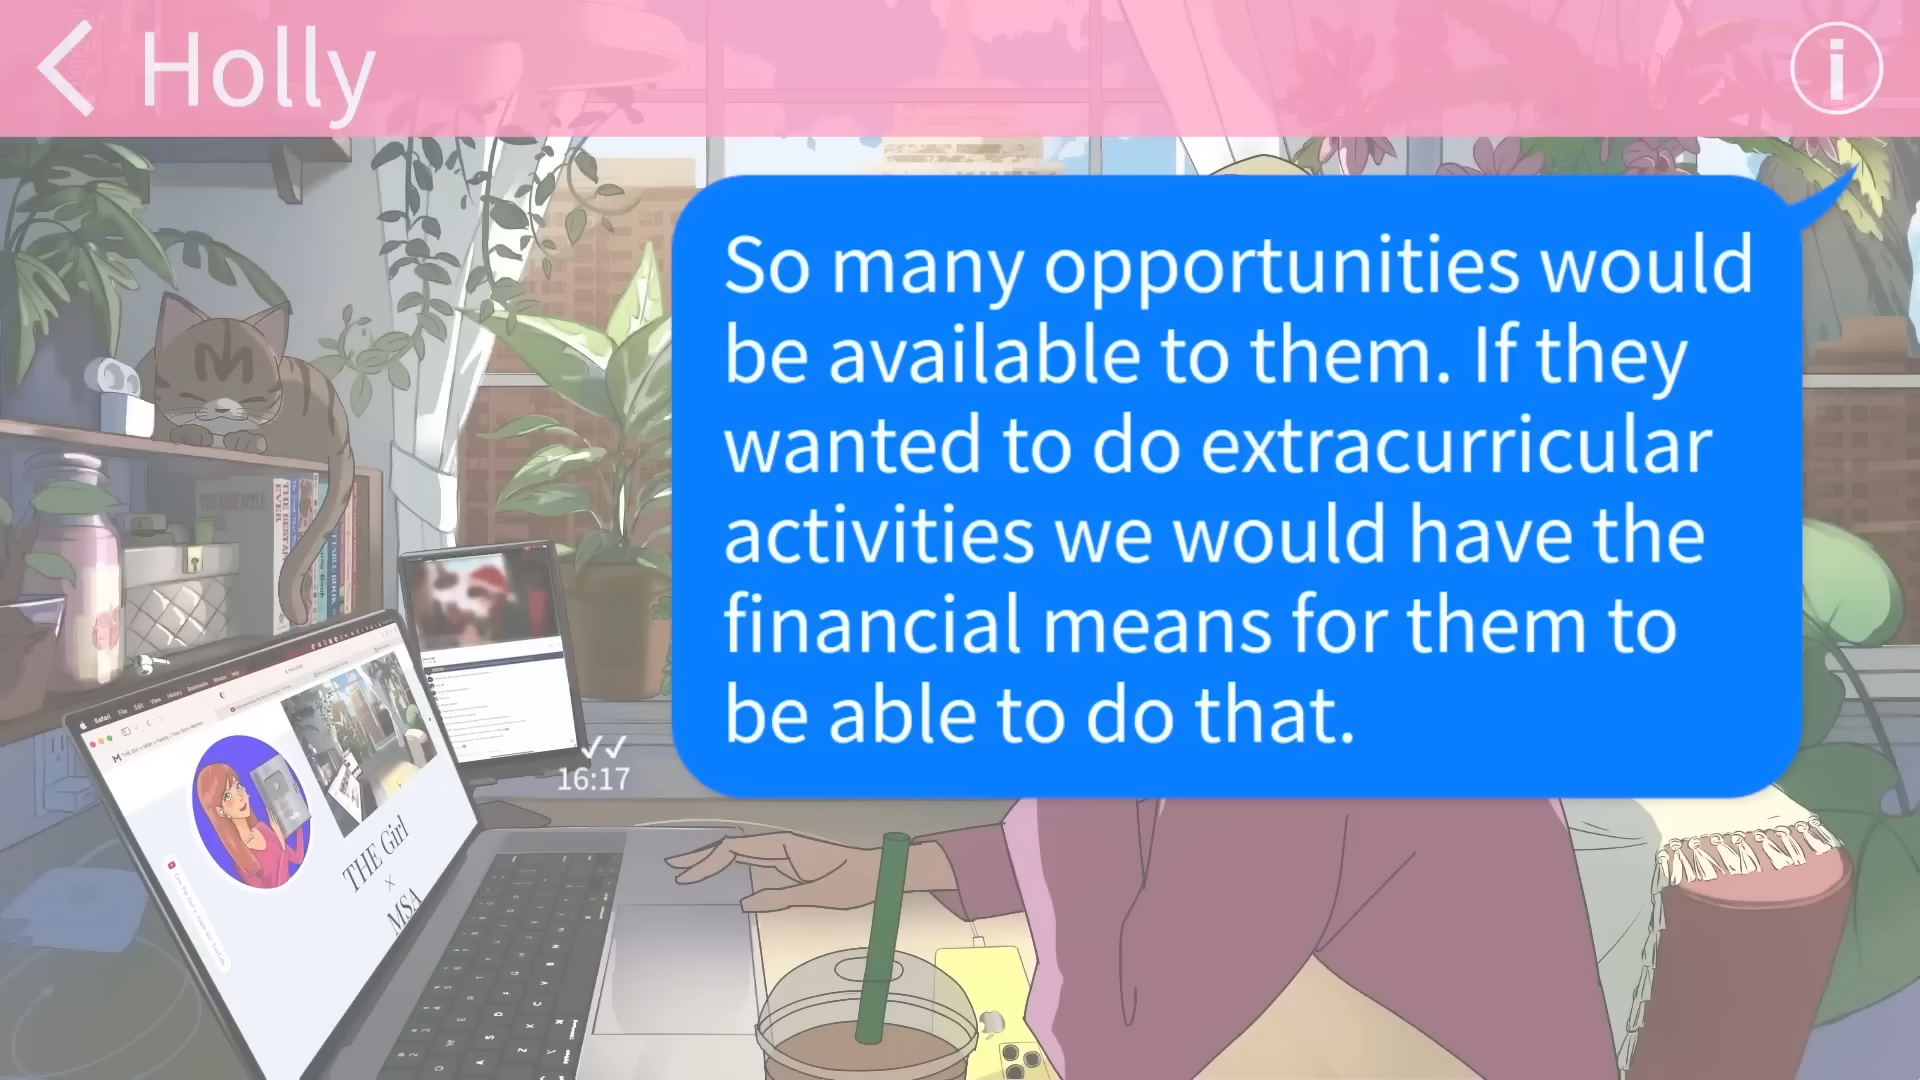 Holly
So many opportunities would
be available to them. If they
wanted to do extracurricular
activities we would have the
financial means for them to
be able to do that.
16:17
THE Girl
x
MSA